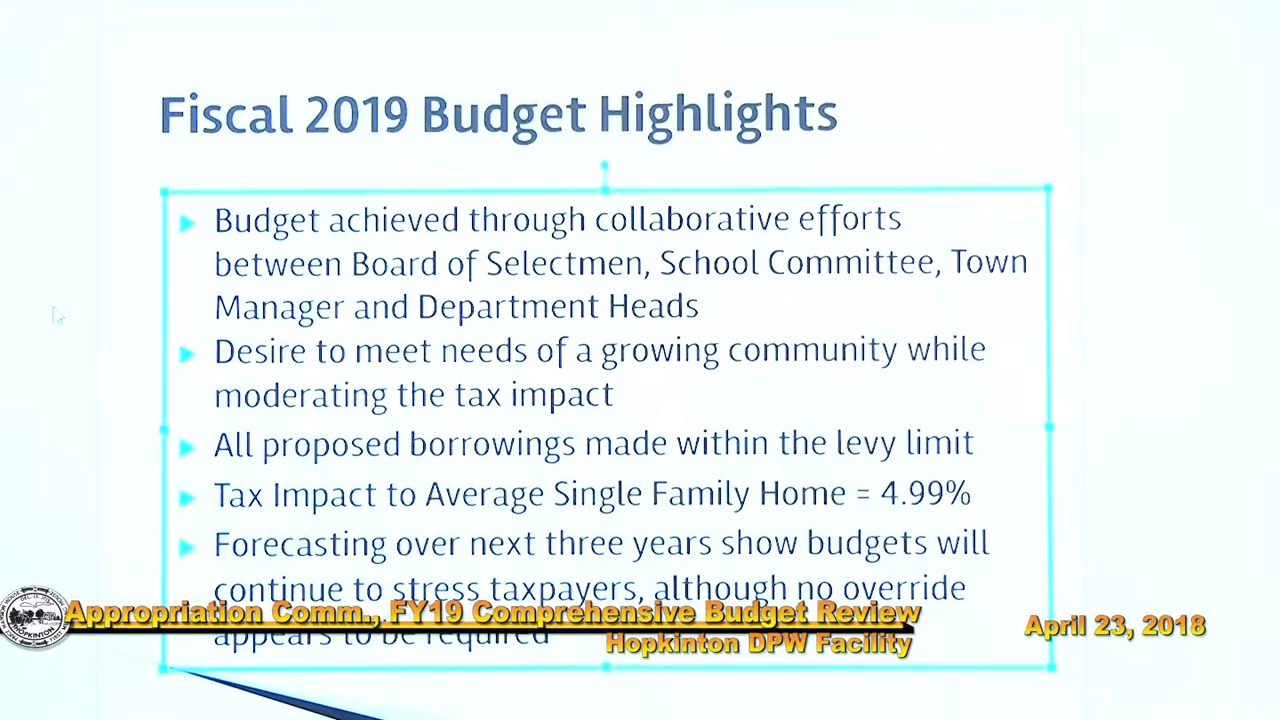 Fiscal 2019 Budget Highlights
Budget achieved through collaborative efforts
between Board of Selectmen, School Committee, Town
Manager and Department Heads
Desire to meet needs of a growing community while
moderating the tax impact
All proposed borrowings made within the levy limit
Tax Impact to Average Single Family Home = 4.99%
Forecasting over next three years show budgets will
continue to stress taxpayers, although no override
appears to be required
Appropriation Comm., FY19 Comprehensive Budget Review
Hopkinton DPW Facility
April 23, 2018
HOPKINTON